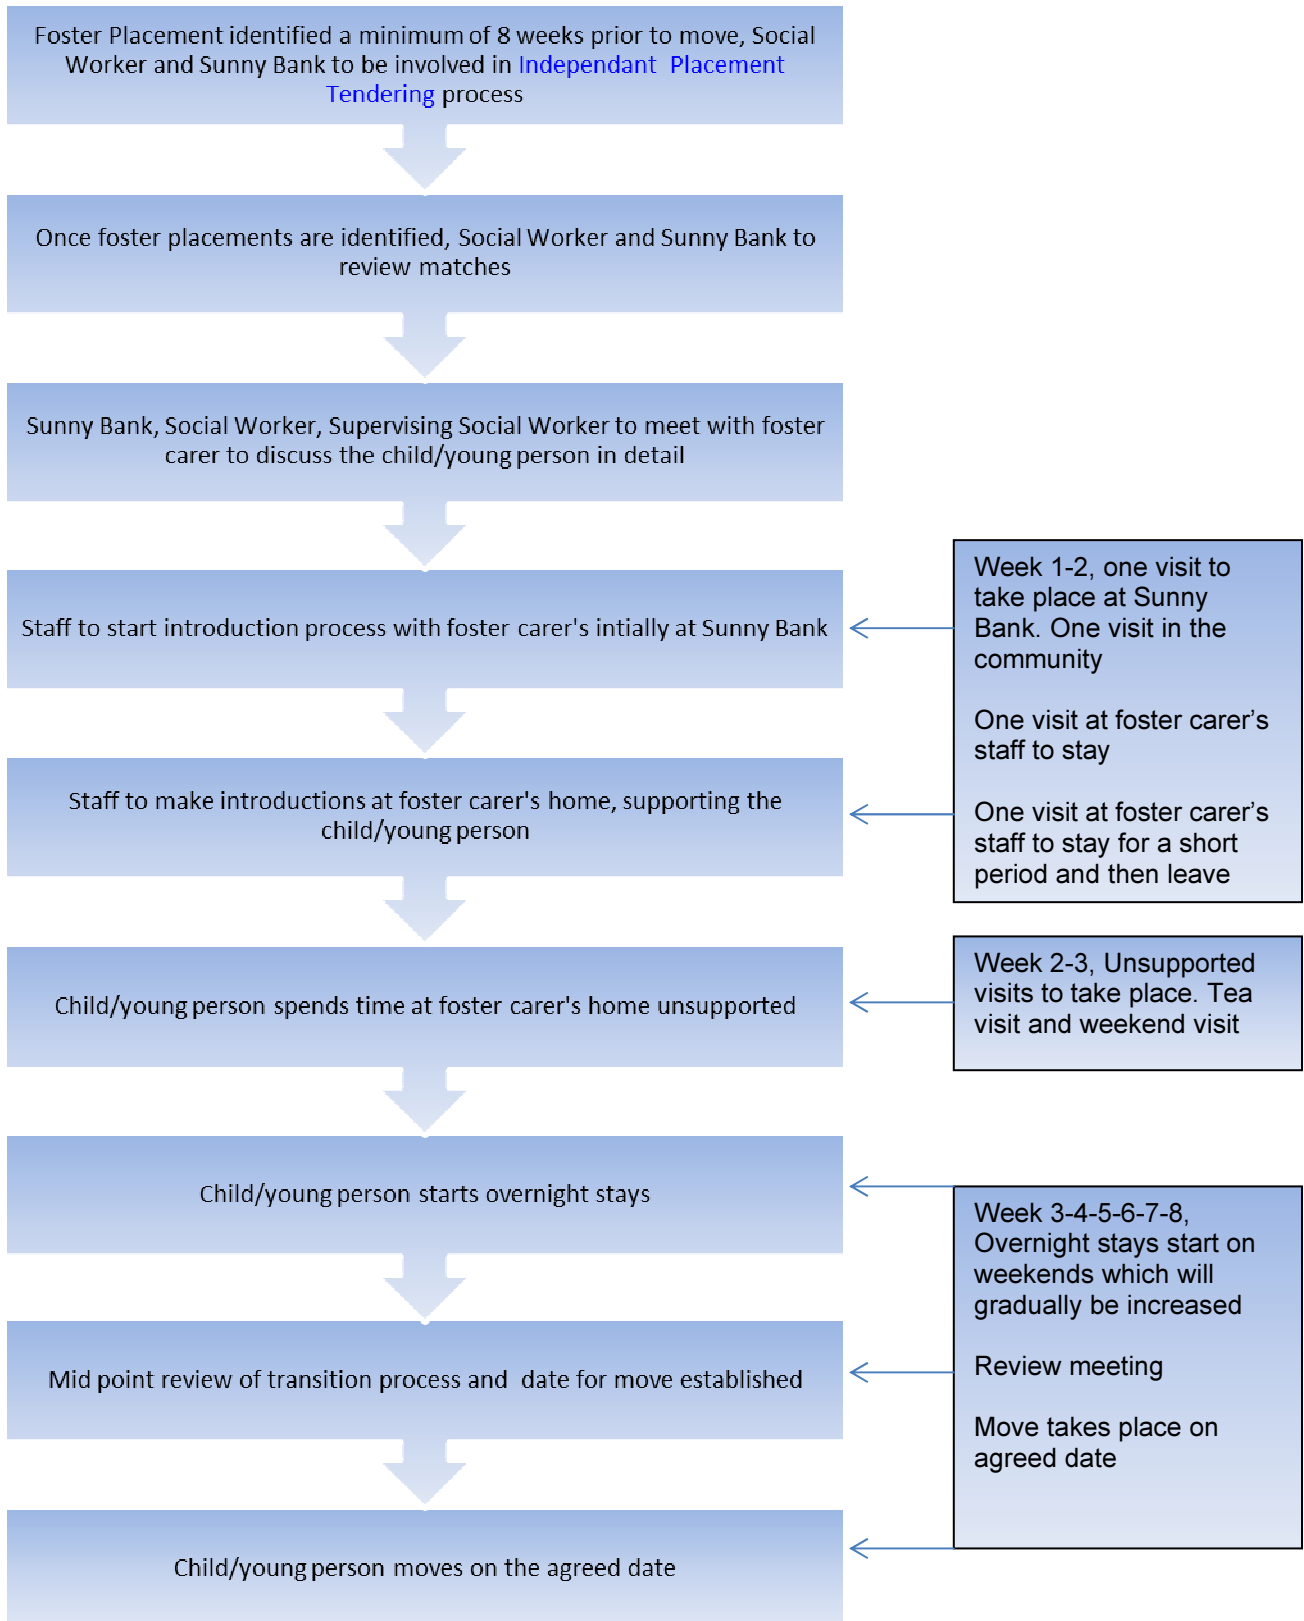 Foster Placement identified a minimum of 8 weeks prior to move, Social
Worker and Sunny Bank to be involved in Independant  Placement
Tendering process
Once foster placements are identified, Social Worker and Sunny Bank to
review matches
Sunny Bank, Social Worker, Supervising Social Worker to meet with foster
carer to discuss the child/young person in detail
Staff to start introduction process with foster carer's intially at Sunny Bank
Staff to make introductions at foster carer's home, supporting the
child/young person
Week 1-2, one visit to
take place at Sunny
Bank. One visit in the
community
One visit at foster carer’s
staff to stay
One visit at foster carer’s
staff to stay for a short
period and then leave
Child/young person spends time at foster carer's home unsupported
Week 2-3, Unsupported
visits to take place. Tea
visit and weekend visit
Child/young person starts overnight stays
Mid point review of transition process and  date for move established
Child/young person moves on the agreed date
Week 3-4-5-6-7-8,
Overnight stays start on
weekends which will
gradually be increased
Review meeting
Move takes place on
agreed date